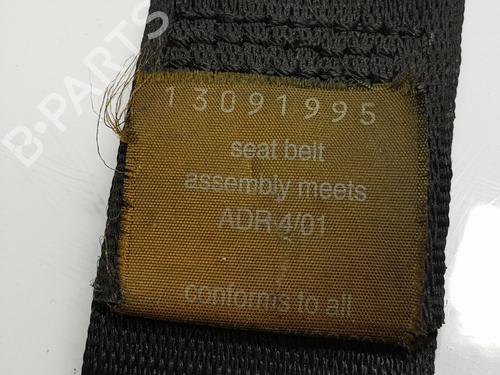 B-PARTS
13091995
seat belt
assembly meets
ADR 4/01
conforms to all